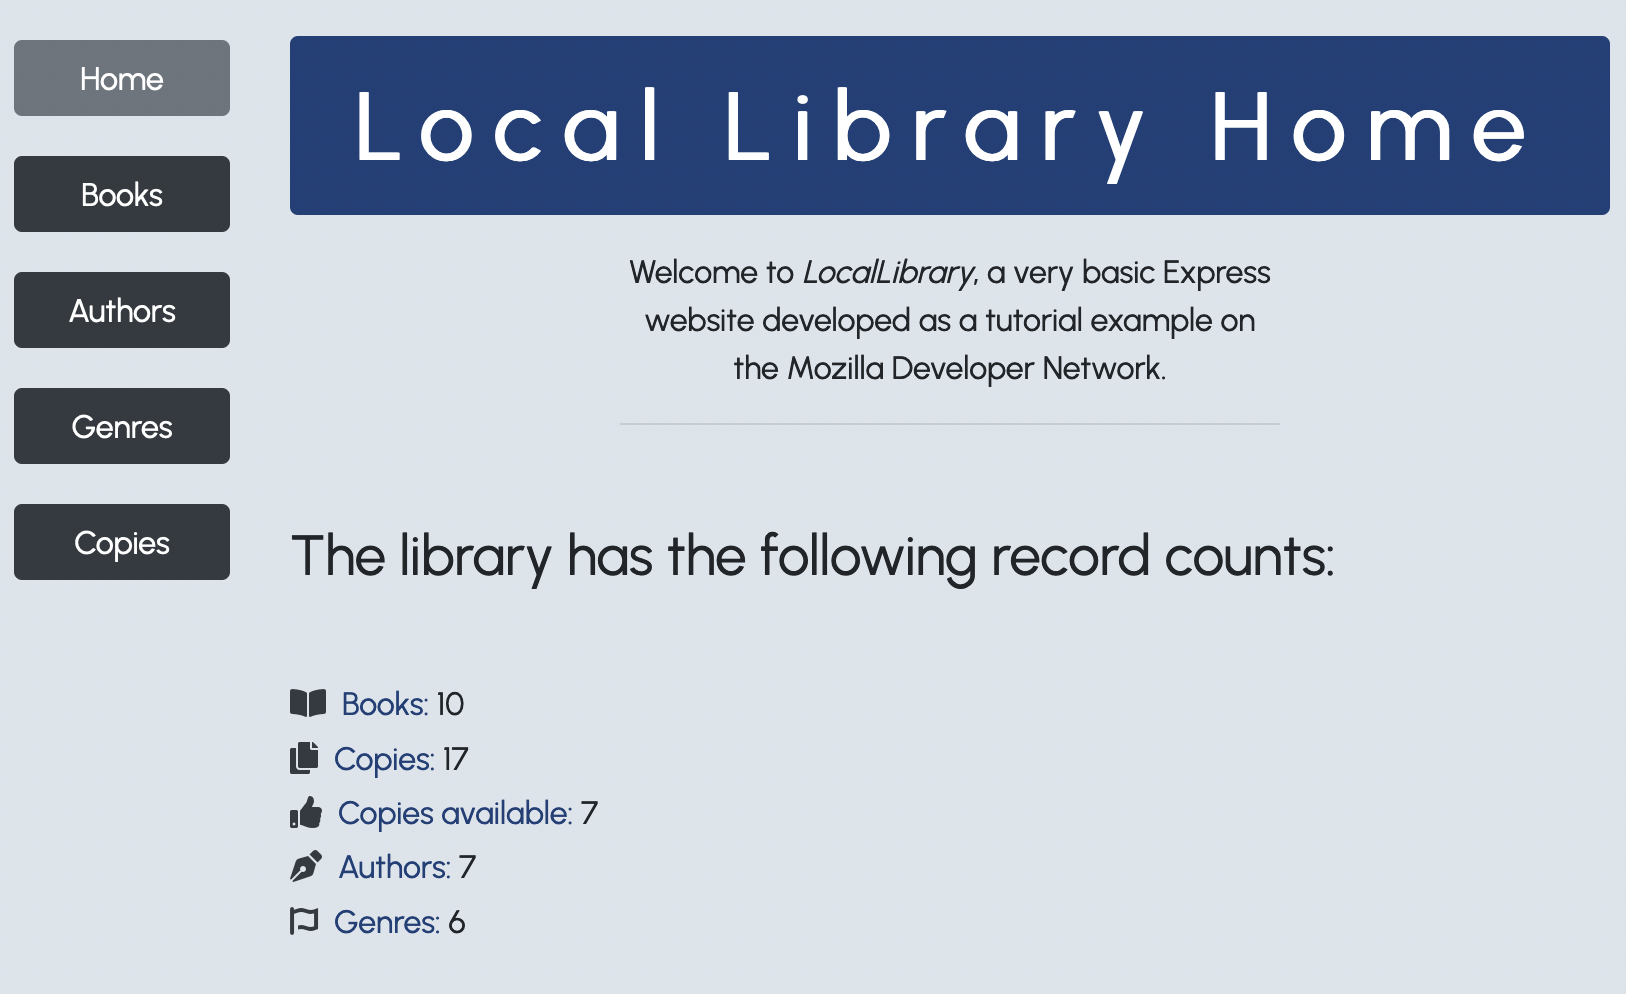 Home
Books
Authors
Genres
Copies
Local Library Home
Welcome to LocalLibrary, a very basic Express
website developed as a tutorial example on
the Mozilla Developer Network.
The library has the following record counts:
Books: 10
Copies: 17
Copies available: 7
Authors: 7
Genres: 6